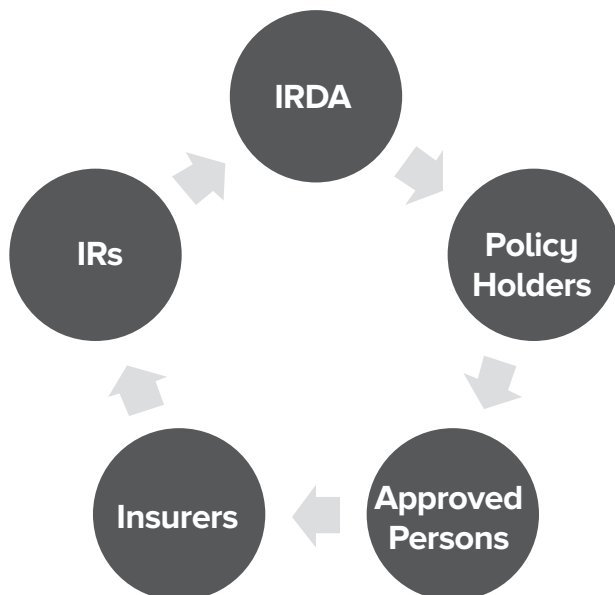 IRDA
Policy
Holders
Approved
Persons
Insurers
IRs